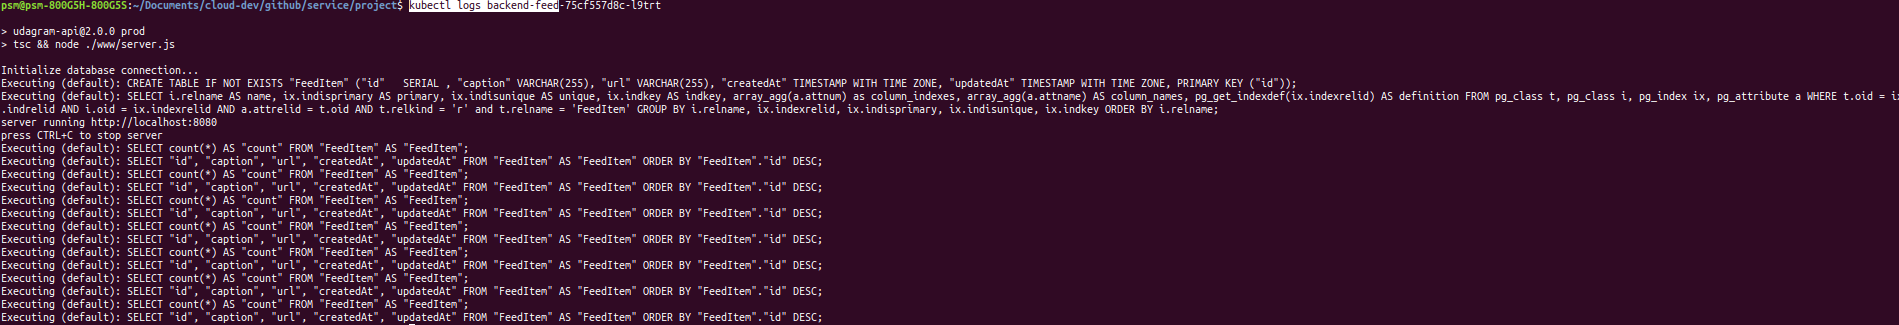 psm@psm-800G5H-800G5S:~/Documents/cloud-dev/github/service/project$ kubectl logs backend-feed-75cf557d8c-l9trt
> udagram-api@2.0.0 prod
> tsc && node ./www/server.js
Initialize database connection...
Executing (default): CREATE TABLE IF NOT EXISTS "FeedItem" ("id"   SERIAL , "caption" VARCHAR(255), "url" VARCHAR(255), "createdAt" TIMESTAMP WITH TIME ZONE, "updatedAt" TIMESTAMP WITH TIME ZONE, PRIMARY KEY ("id"));
Executing (default): SELECT i.relname AS name, ix.indisprimary AS primary, ix.indisunique AS unique, ix.indkey AS indkey, array_agg(a.attnum) as column_indexes, array_agg(a.attname) AS column_names, pg_get_indexdef(ix.indexrelid) AS definition FROM pg_class t, pg_class i, pg_index ix, pg_attribute a WHERE t.oid = ix
.indrelid AND i.oid = ix.indexrelid AND a.attrelid = t.oid AND t.relkind = 'r' and t.relname = 'FeedItem' GROUP BY i.relname, ix.indexrelid, ix.indisprimary, ix.indisunique, ix.indkey ORDER BY i.relname;
server running http://localhost:8080
press CTRL+C to stop server
Executing (default): SELECT count(*) AS "count" FROM "FeedItem" AS "FeedItem";
Executing (default): SELECT "id", "caption", "url", "createdAt", "updatedAt" FROM "FeedItem" AS "FeedItem" ORDER BY "FeedItem"."id" DESC;
Executing (default): SELECT count(*) AS "count" FROM "FeedItem" AS "FeedItem";
Executing (default): SELECT "id", "caption", "url", "createdAt", "updatedAt" FROM "FeedItem" AS "FeedItem" ORDER BY "FeedItem"."id" DESC;
Executing (default): SELECT count(*) AS "count" FROM "FeedItem" AS "FeedItem";
Executing (default): SELECT "id", "caption", "url", "createdAt", "updatedAt" FROM "FeedItem" AS "FeedItem" ORDER BY "FeedItem"."id" DESC;
Executing (default): SELECT count(*) AS "count" FROM "FeedItem" AS "FeedItem";
Executing (default): SELECT "id", "caption", "url", "createdAt", "updatedAt" FROM "FeedItem" AS "FeedItem" ORDER BY "FeedItem"."id" DESC;
Executing (default): SELECT count(*) AS "count" FROM "FeedItem" AS "FeedItem";
Executing (default): SELECT "id", "caption", "url", "createdAt", "updatedAt" FROM "FeedItem" AS "FeedItem" ORDER BY "FeedItem"."id" DESC;
Executing (default): SELECT count(*) AS "count" FROM "FeedItem" AS "FeedItem";
Executing (default): SELECT "id", "caption", "url", "createdAt", "updatedAt" FROM "FeedItem" AS "FeedItem" ORDER BY "FeedItem"."id" DESC;
Executing (default): SELECT count(*) AS "count" FROM "FeedItem" AS "FeedItem";
Executing (default): SELECT "id", "caption", "url", "createdAt", "updatedAt" FROM "FeedItem" AS "FeedItem" ORDER BY "FeedItem"."id" DESC;